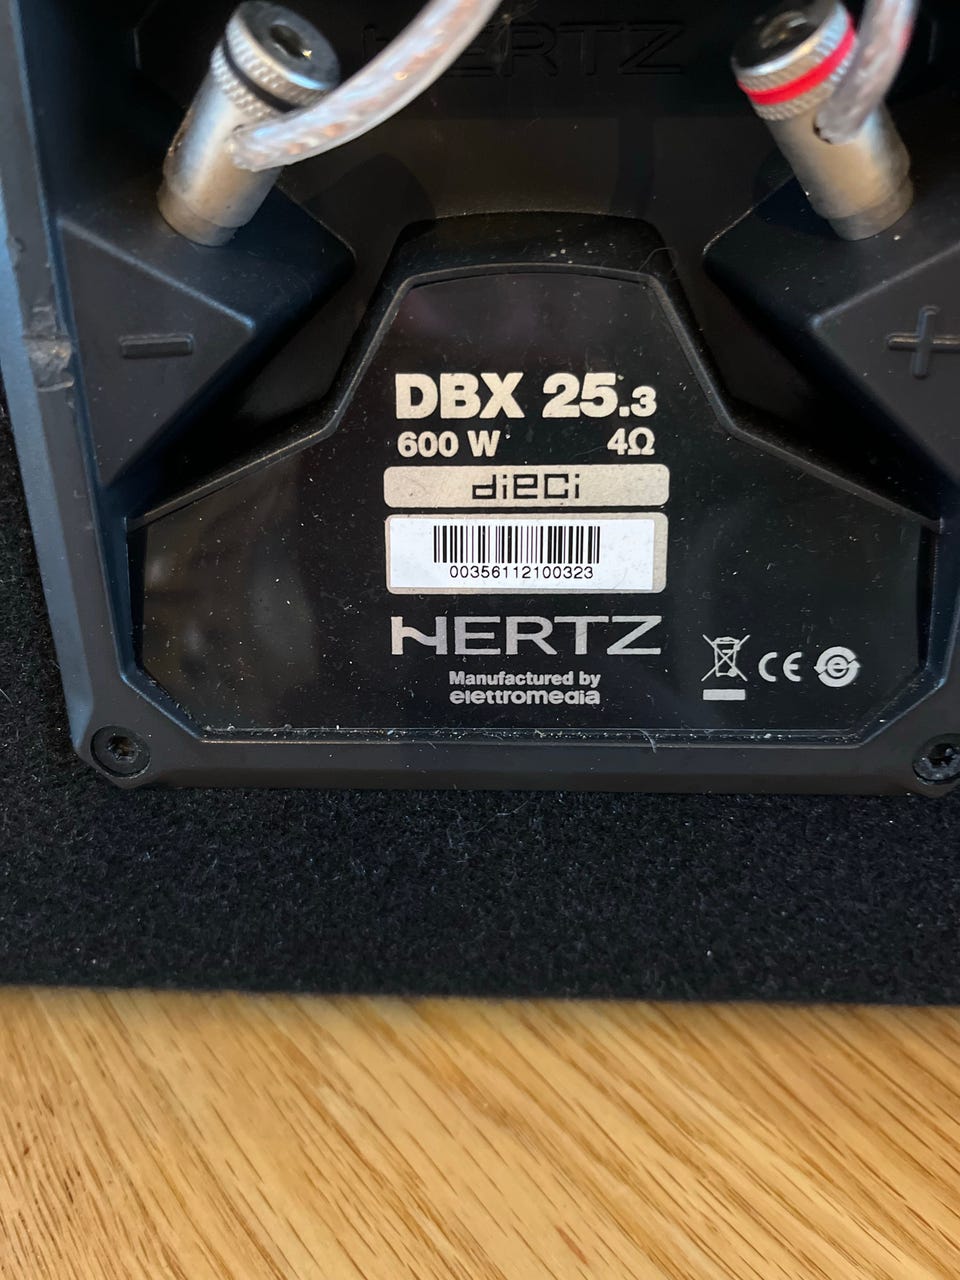 HERTZ
DBX 25.3
600 W 4Ω
dieci
00356112100323
HERTZ
Manufactured by
elettromedia
CE
e